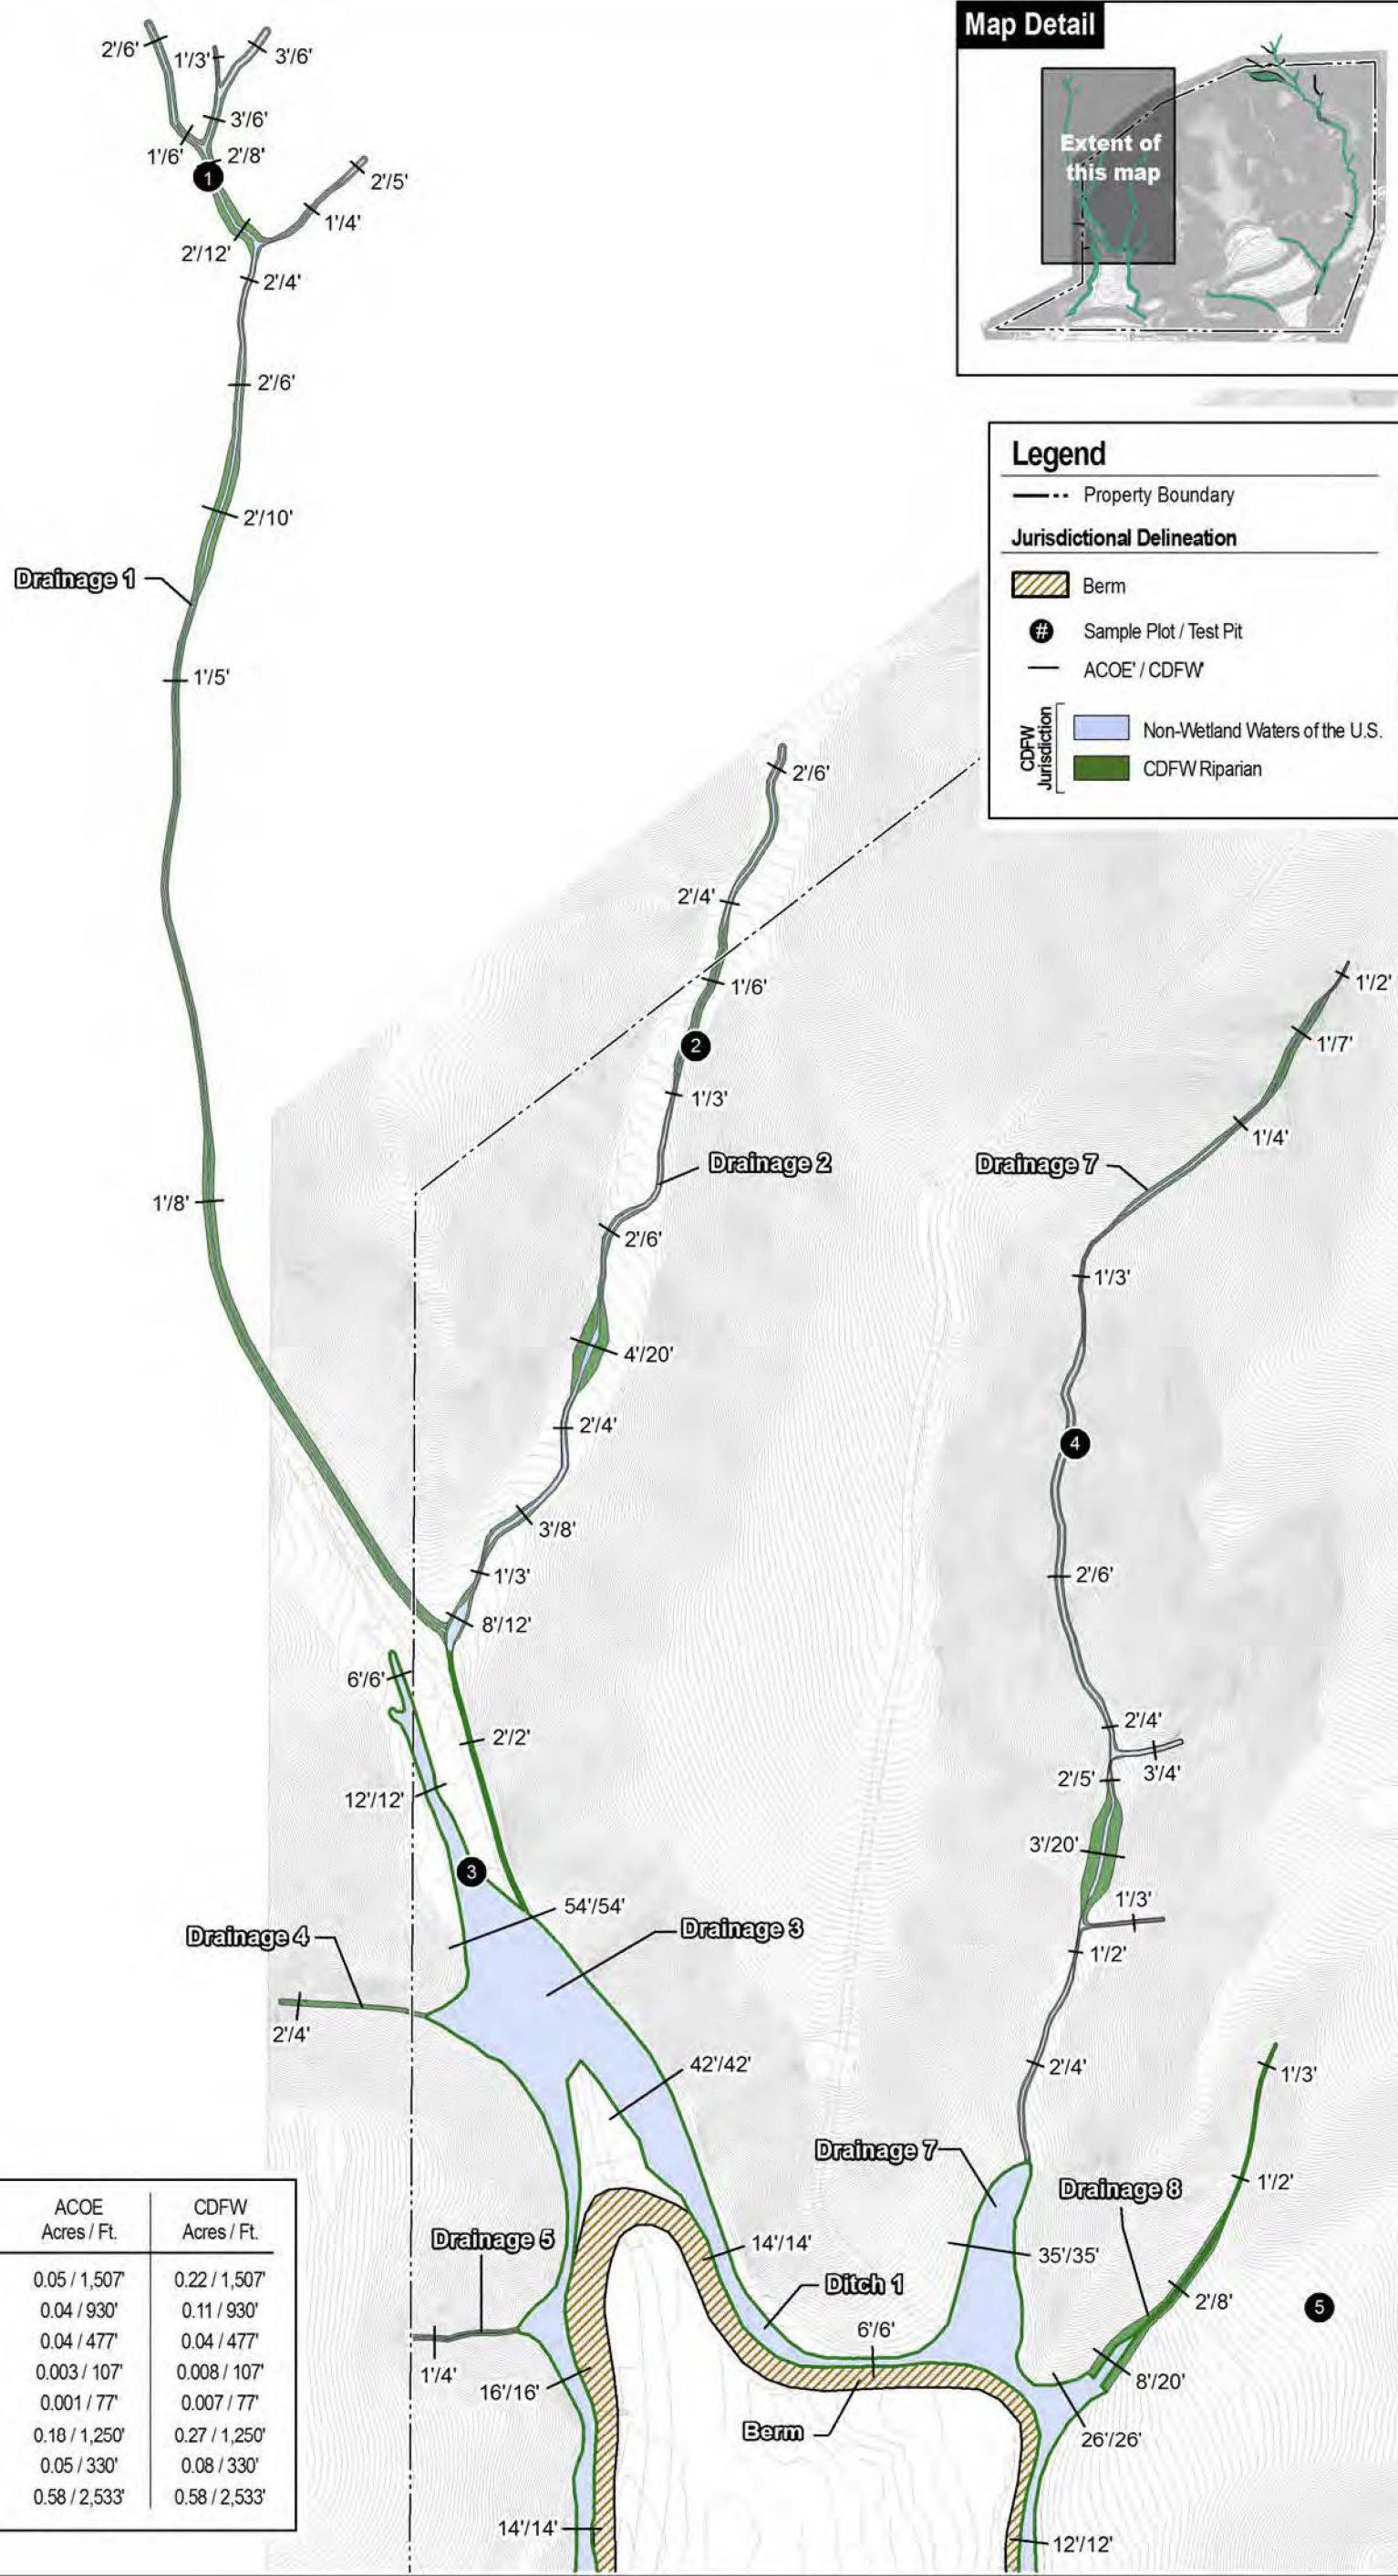 Map Detail
Extent of
this map
Legend
Property Boundary
Jurisdictional Delineation
Berm
# Sample Plot / Test Pit
ACOE' / CDFW'
CDFW
Jurisdiction
Non-Wetland Waters of the U.S.
CDFW Riparian
2'/6'
1'/3'
3'/6'
3'/6'
1'/6'
2'/8'
1
2'/5'
1'/4'
2'/12'
2'/4'
2'/6'
2'/10'
Drainage 1
1'/5'
2'/6'
2'/4'
1'/6'
1'/2'
1'/7'
2
1'/3'
1'/4'
Drainage 2
Drainage 7
1'/8'
2'/6'
1'/3'
4'/20'
2'/4'
4
3'/8'
1'/3'
2'/6'
8'/12'
6'/6'
2'/2'
2'/4'
3'/4'
2'/5'
12'/12'
3'/20'
3
1'/3'
54'/54'
Drainage 3
Drainage 4
1'/2'
2'/4'
42'/42'
2'/4'
1'/3'
Drainage 7
1'/2'
Drainage 8
Drainage 5
14'/14'
35'/35'
Ditch 1
2'/8'
5
6'/6'
1'/4'
16'/16'
8'/20'
Berm
26'/26'
14'/14'
12'/12'
ACOE CDFW
Acres / Ft. Acres / Ft.
0.05 / 1,507' 0.22 / 1,507'
0.04 / 930' 0.11 / 930'
0.04 / 477' 0.04 / 477'
0.003 / 107' 0.008 / 107'
0.001 / 77' 0.007 / 77'
0.18 / 1,250' 0.27 / 1,250'
0.05 / 330' 0.08 / 330'
0.58 / 2,533' 0.58 / 2,533'